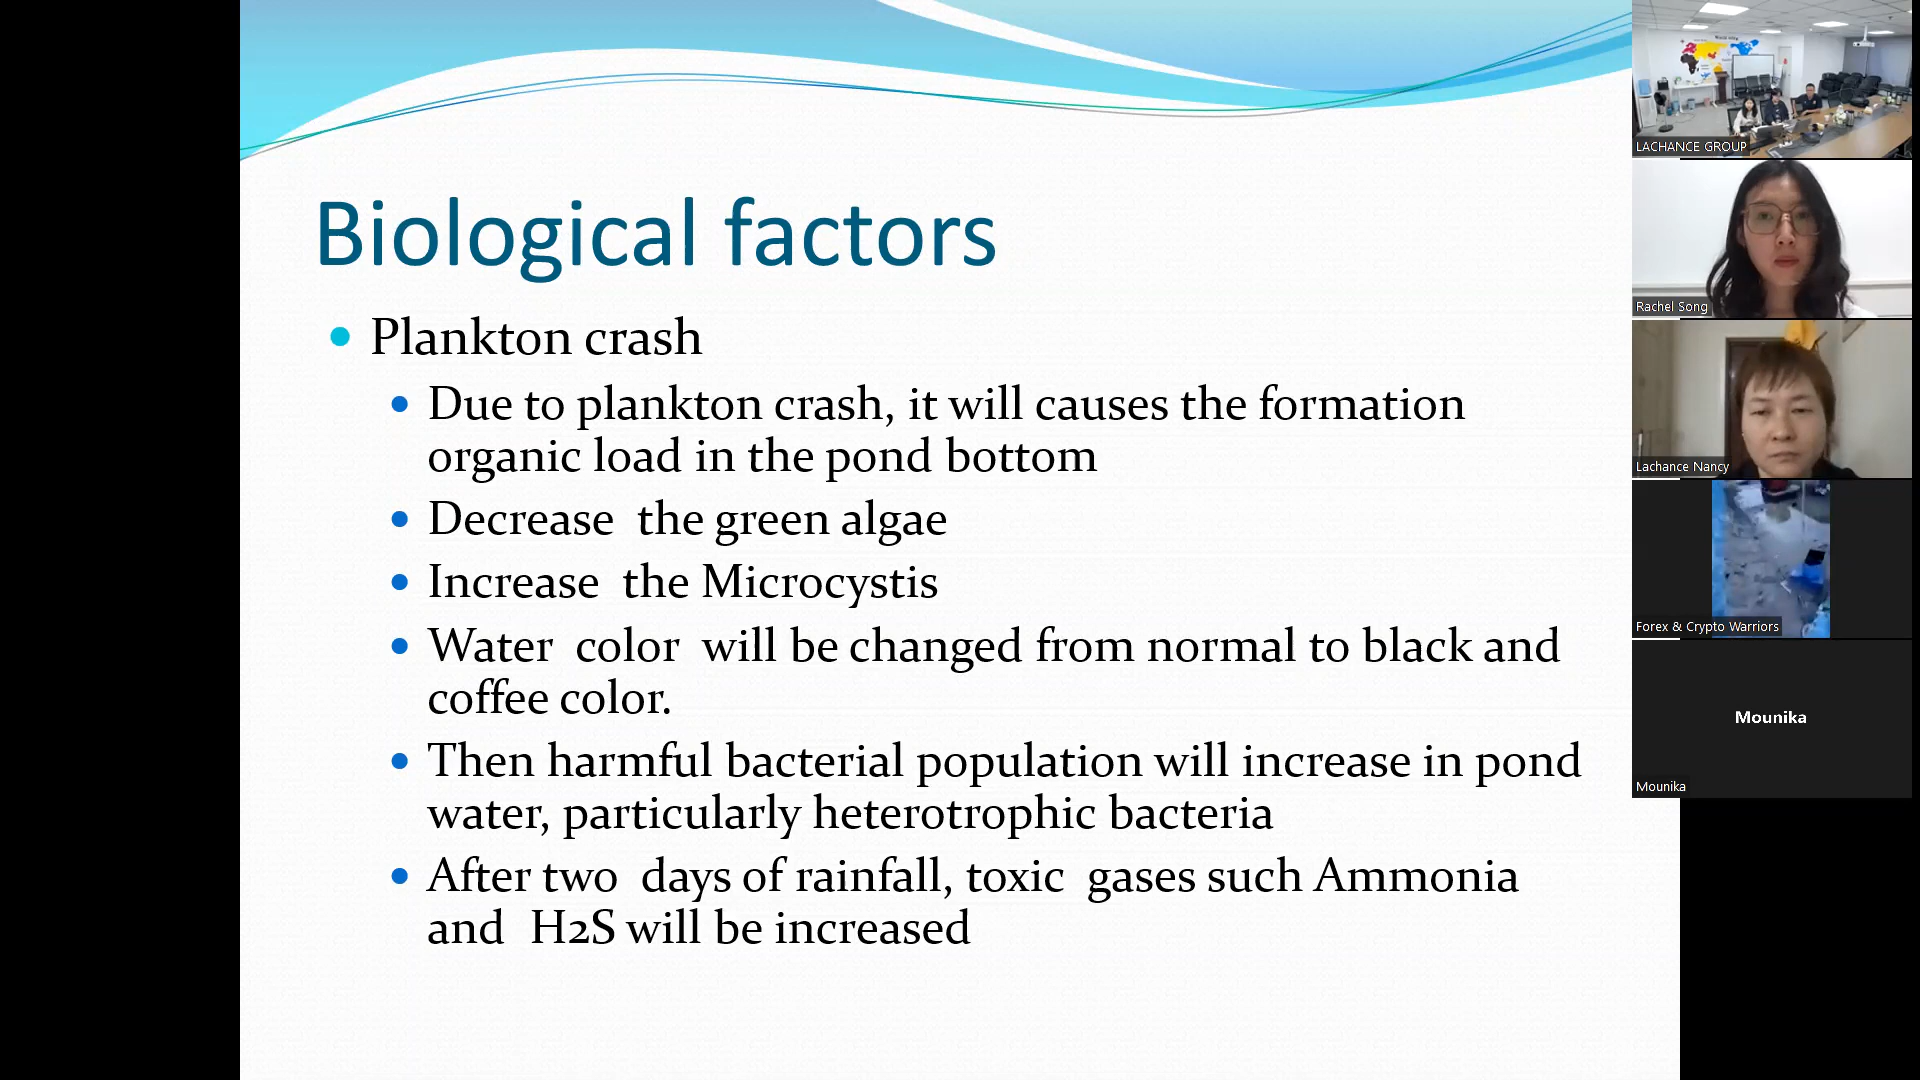 Biological factors
Plankton crash
Due to plankton crash, it will causes the formation
organic load in the pond bottom
Decrease the green algae
Increase the Microcystis
Water color will be changed from normal to black and
coffee color.
Then harmful bacterial population will increase in pond
water, particularly heterotrophic bacteria
After two days of rainfall, toxic gases such Ammonia
and H2S will be increased
LACHANCE GROUP
Rachel Song
Lachance Nancy
Forex & Crypto Warriors
Mounika
Mounika